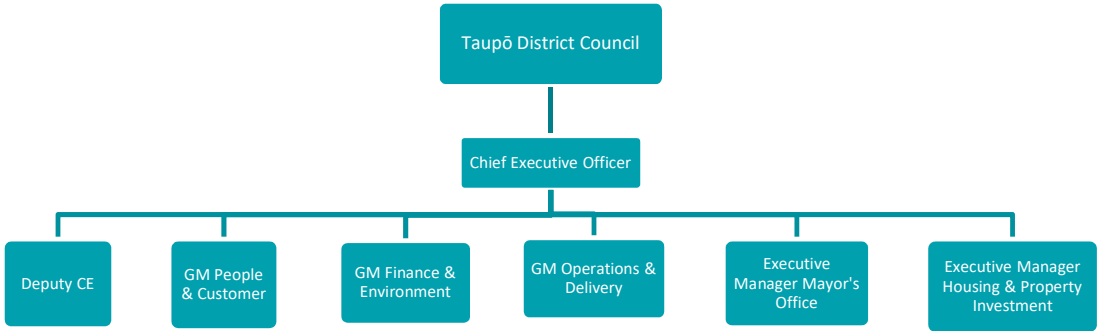 Taupō District Council
Chief Executive Officer
Deputy CE
GM People
& Customer
GM Finance &
Environment
GM Operations &
Delivery
Executive
Manager Mayor's
Office
Executive Manager
Housing & Property
Investment